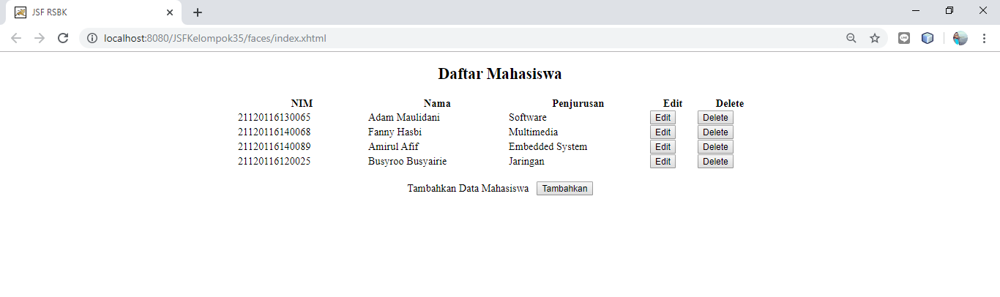 JSF RSBK
localhost:8080/JSFKelompok35/faces/index.xhtml
Daftar Mahasiswa
NIM Nama Penjurusan Edit Delete
21120116130065 Adam Maulidani Software Edit Delete
21120116140068 Fanny Hasbi Multimedia Edit Delete
21120116140089 Amirul Afif Embedded System Edit Delete
21120116120025 Busyroo Busyairie Jaringan Edit Delete
Tambahkan Data Mahasiswa Tambahkan